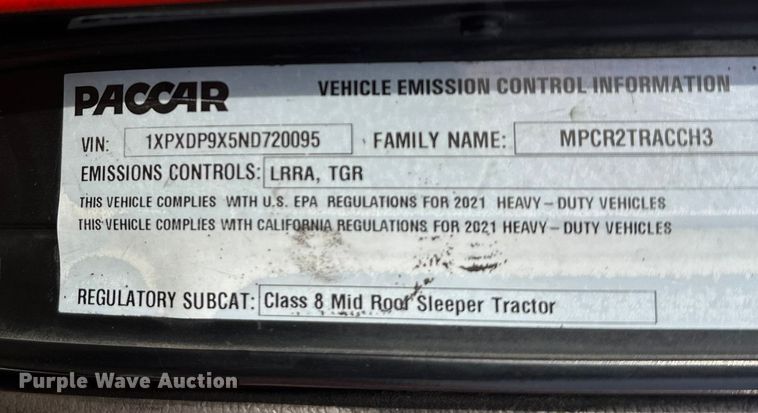 PACCAR VEHICLE EMISSION CONTROL INFORMATION
VIN: 1XPXDP9X5ND720095 FAMILY NAME: MPCR2TRACCH3
EMISSIONS CONTROLS: LRRA, TGR
THIS VEHICLE COMPLIES WITH U.S. EPA REGULATIONS FOR 2021 HEAVY-DUTY VEHICLES
THIS VEHICLE COMPLIES WITH CALIFORNIA REGULATIONS FOR 2021 HEAVY-DUTY VEHICLES
REGULATORY SUBCAT: Class 8 Mid Roof Sleeper Tractor
Purple Wave Auction